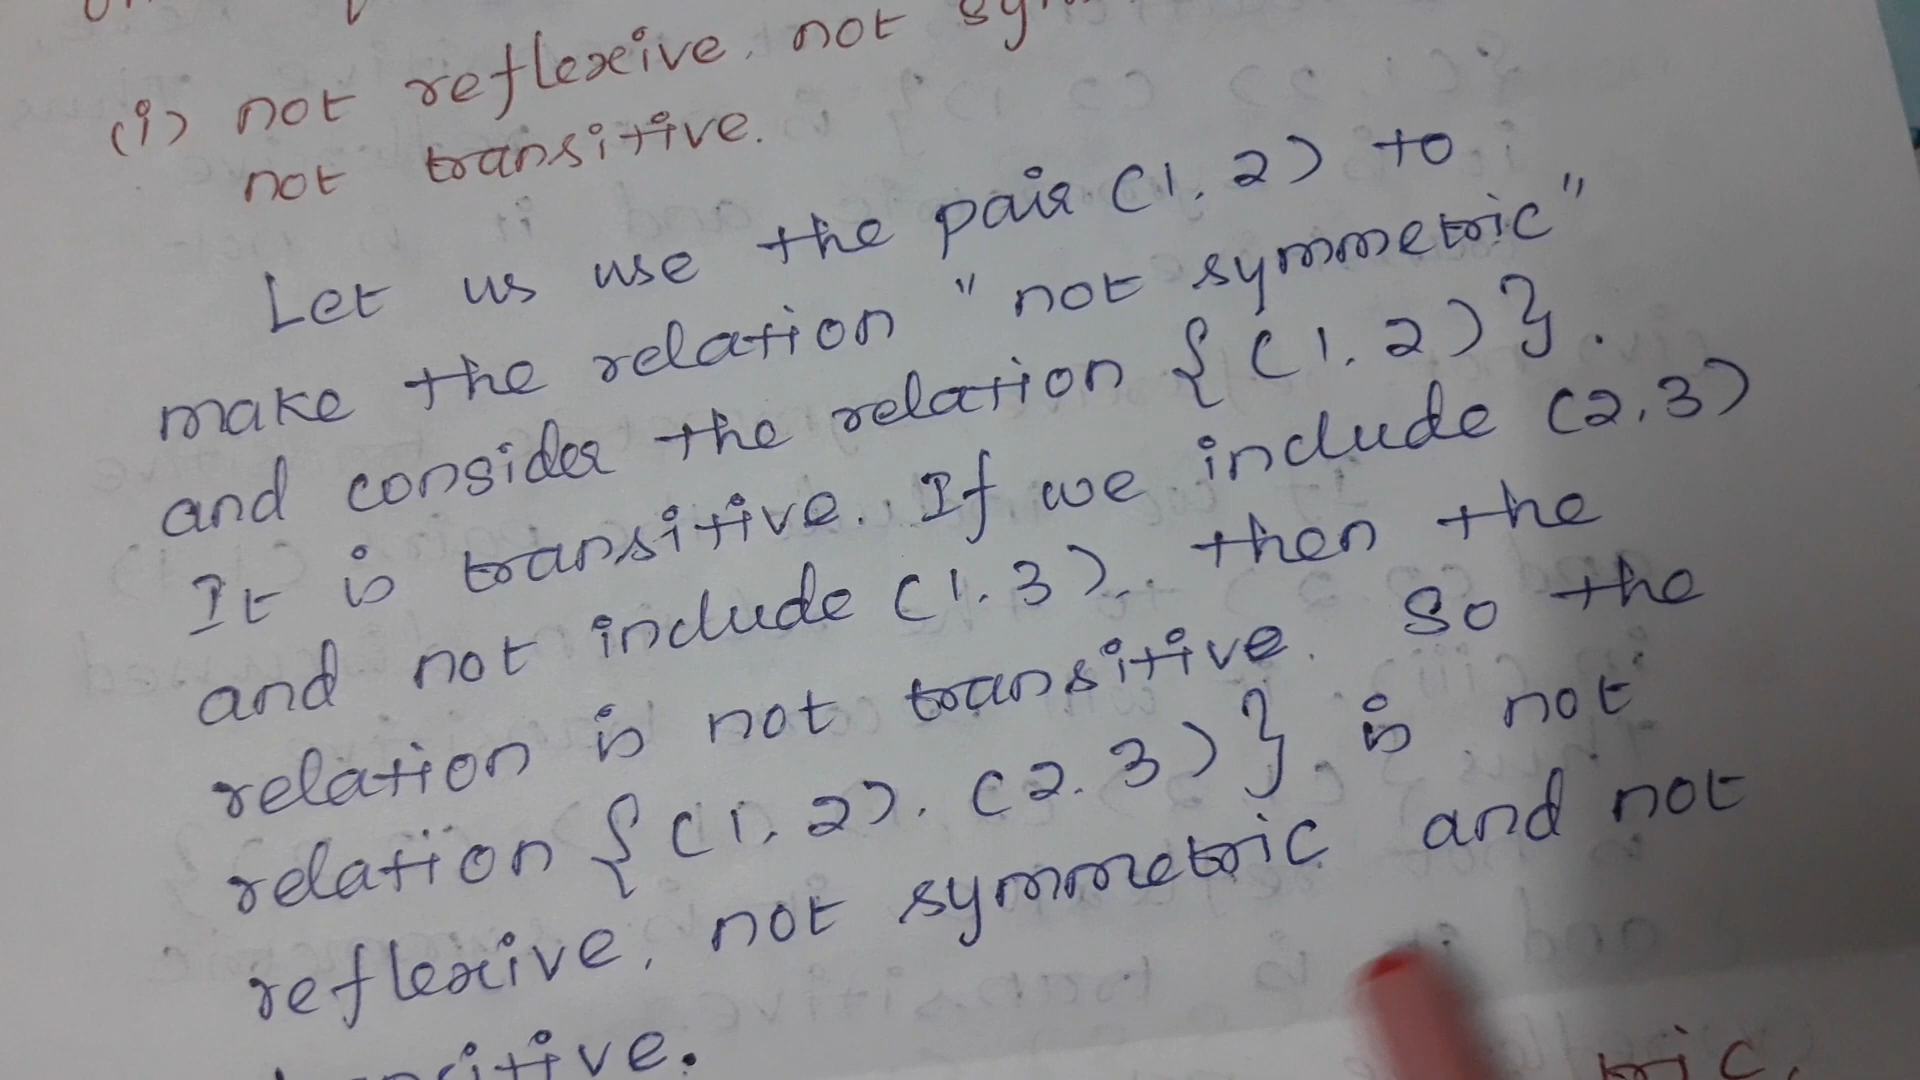 (i) not reflexive, not
not transitive.
Let us use the pair (1, 2) to
make the relation "not symmetric"
and consider the relation {(1, 2)}.
It is transitive. If we include (2, 3)
and not include (1, 3), then the
relation is not transitive. So the
relation {(1, 2), (2, 3)} is not
reflexive, not symmetric and not